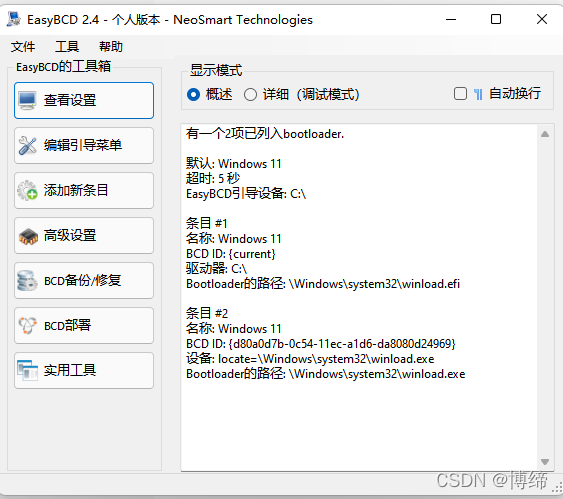 EasyBCD 2.4 - 个人版本 - NeoSmart Technologies
文件 工具 帮助
EasyBCD的工具箱
查看设置
编辑引导菜单
添加新条目
高级设置
BCD备份/修复
BCD部署
实用工具
显示模式
概述 详细（调试模式） 自动换行
有一个2项已列入bootloader.
默认: Windows 11
超时: 5 秒
EasyBCD引导设备: C:\
条目 #1
名称: Windows 11
BCD ID: {current}
驱动器: C:\
Bootloader的路径: \Windows\system32\winload.efi
条目 #2
名称: Windows 11
BCD ID: {d80a0d7b-0c54-11ec-a1d6-da8080d24969}
设备: locate=\Windows\system32\winload.exe
Bootloader的路径: \Windows\system32\winload.exe
CSDN @博缔